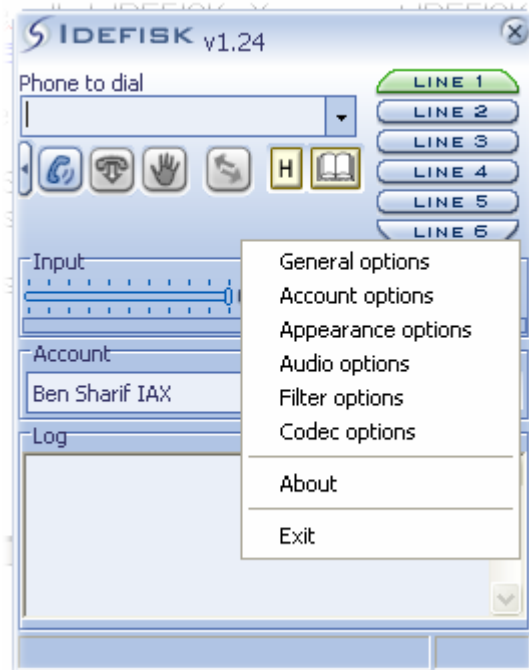 IDEFISK v1.24
Phone to dial
LINE 1
LINE 2
LINE 3
LINE 4
LINE 5
LINE 6
H
Input
General options
Account options
Appearance options
Audio options
Filter options
Codec options
About
Exit
Account
Ben Sharif IAX
Log